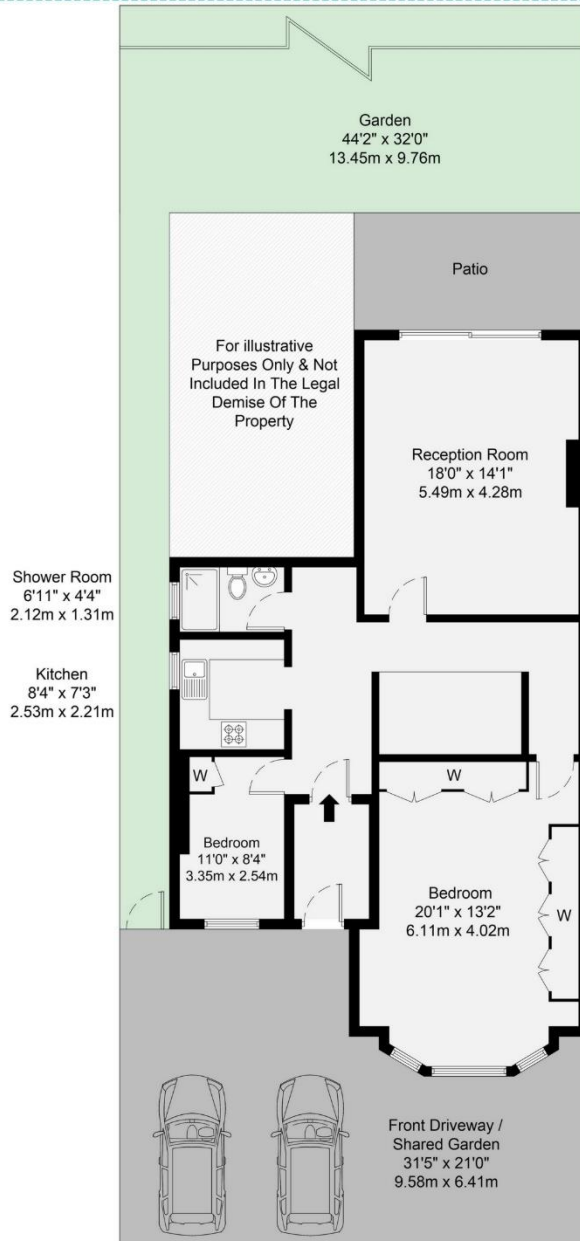 Garden
44'2" x 32'0"
13.45m x 9.76m
Patio
For illustrative
Purposes Only & Not
Included In The Legal
Demise Of The
Property
Reception Room
18'0" x 14'1"
5.49m x 4.28m
Shower Room
6'11" x 4'4"
2.12m x 1.31m
Kitchen
8'4" x 7'3"
2.53m x 2.21m
W
W
Bedroom
11'0" x 8'4"
3.35m x 2.54m
Bedroom
20'1" x 13'2"
6.11m x 4.02m
W
Front Driveway /
Shared Garden
31'5" x 21'0"
9.58m x 6.41m